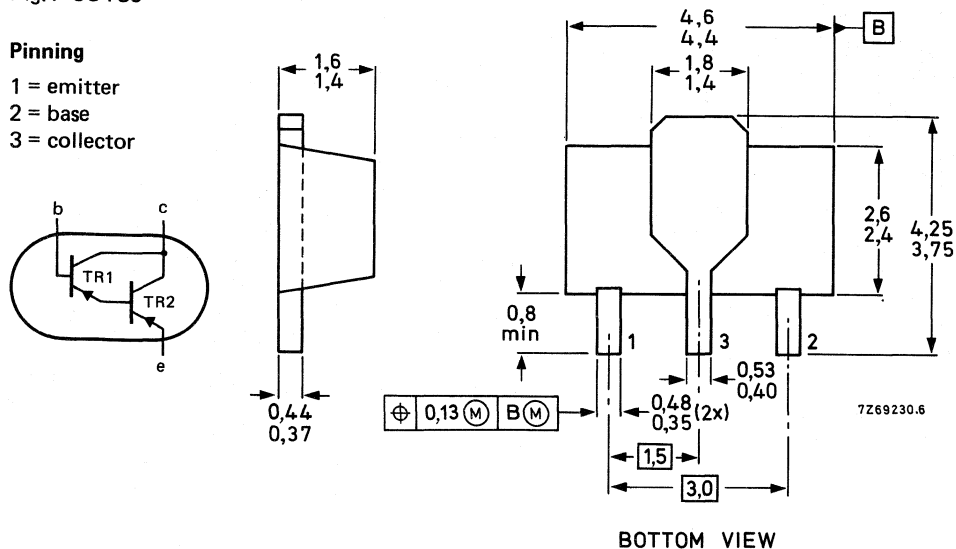 Pinning
1 = emitter
2 = base
3 = collector
b
c
TR1
TR2
e
1,6
1,4
0,44
0,37
4,6
4,4
B
1,8
1,4
2,6
2,4
4,25
3,75
0,8
min
1
3
2
0,53
0,40
0,13 Ⓜ B Ⓜ
0,48
0,35 (2x)
7Z69230.6
1,5
3,0
BOTTOM VIEW